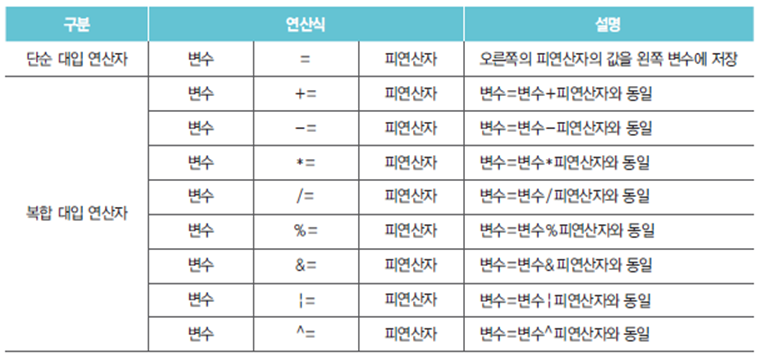 구분 연산식 설명
단순 대입 연산자 변수 = 피연산자 오른쪽의 피연산자의 값을 왼쪽 변수에 저장
변수 += 피연산자 변수=변수+피연산자와 동일
변수 -= 피연산자 변수=변수-피연산자와 동일
변수 *= 피연산자 변수=변수*피연산자와 동일
변수 /= 피연산자 변수=변수/피연산자와 동일
복합 대입 연산자
변수 %= 피연산자 변수=변수%피연산자와 동일
변수 &= 피연산자 변수=변수&피연산자와 동일
변수 ¦= 피연산자 변수=변수¦피연산자와 동일
변수 ^= 피연산자 변수=변수^피연산자와 동일